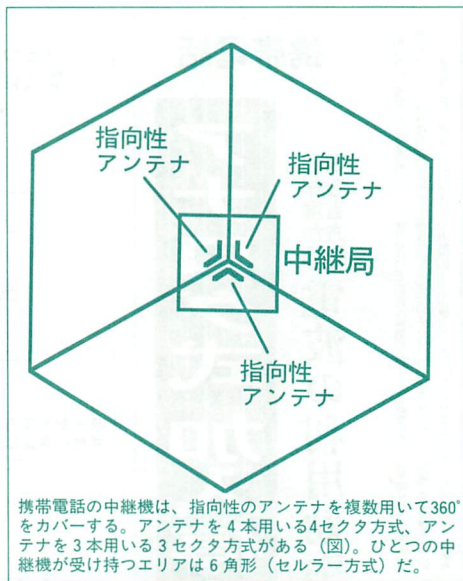 指向性
アンテナ
指向性
アンテナ
中継局
指向性
アンテナ
携帯電話の中継機は、指向性のアンテナを複数用いて360°
をカバーする。アンテナを4本用いる4セクタ方式、アン
テナを3本用いる3セクタ方式がある（図）。ひとつの中
継機が受け持つエリアは6角形（セルラー方式）だ。